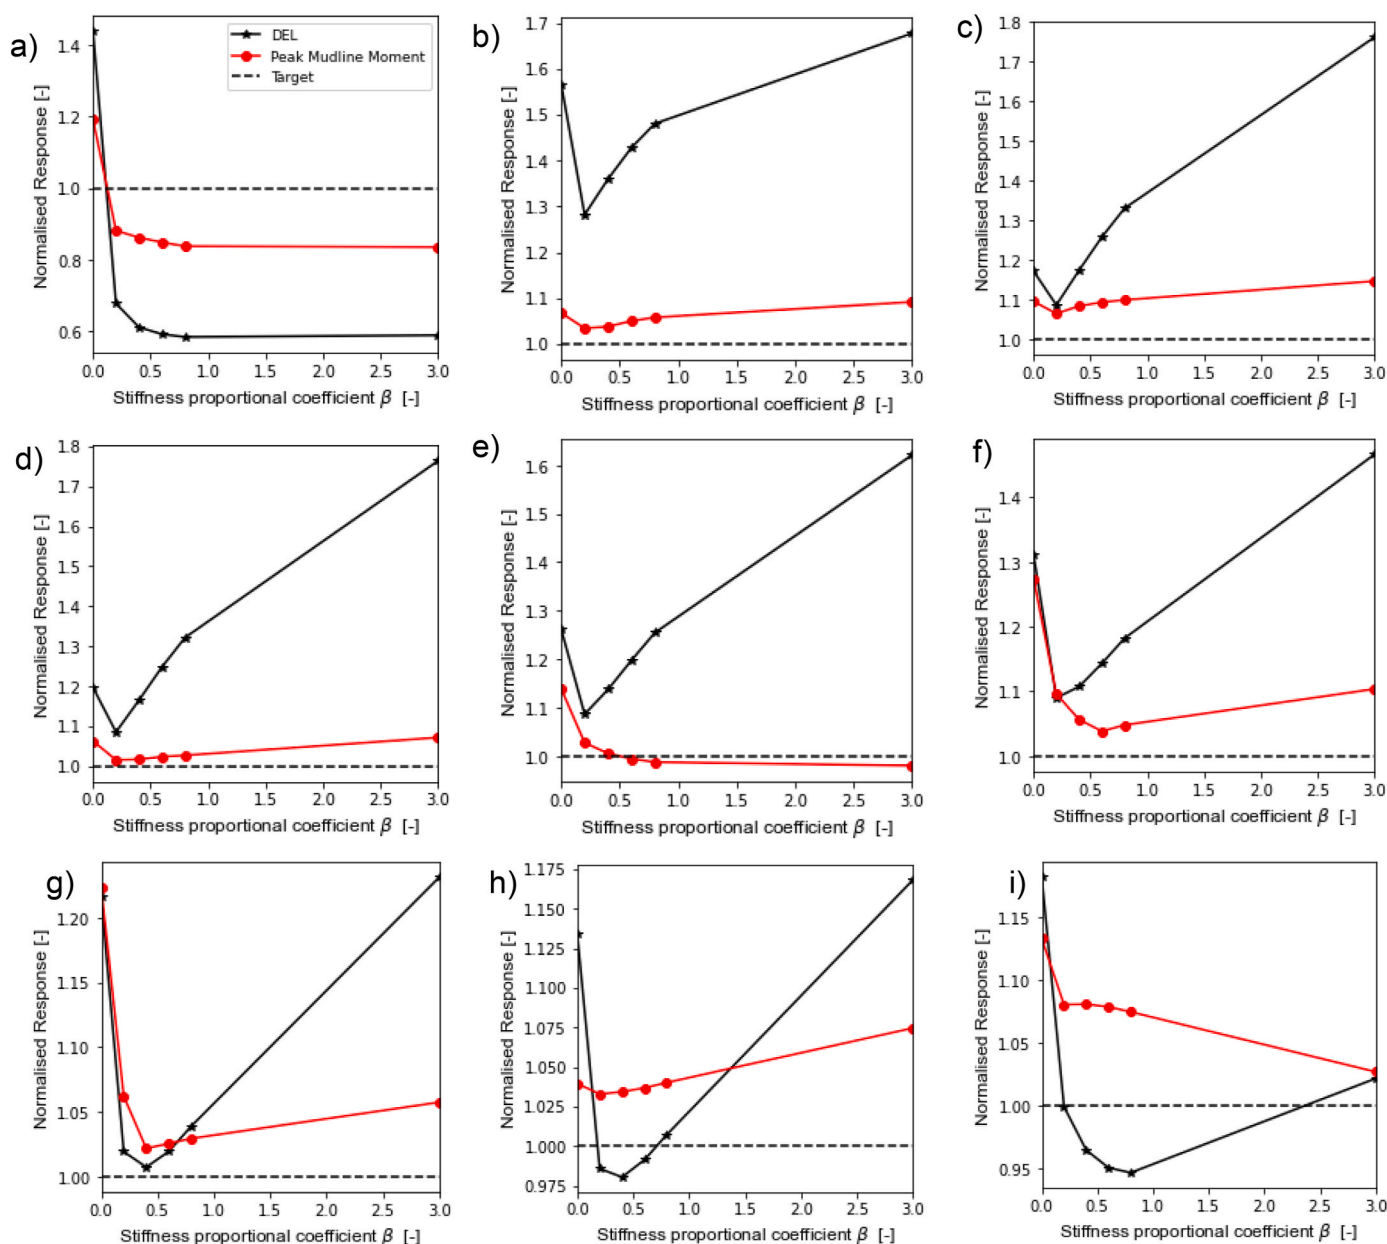 a)
1.4
1.2
1.0
0.8
0.6
0.0 0.5 1.0 1.5 2.0 2.5 3.0
Normalised Response [-]
Stiffness proportional coefficient β [-]
DEL
Peak Mudline Moment
Target
b)
1.7
1.6
1.5
1.4
1.3
1.2
1.1
1.0
0.0 0.5 1.0 1.5 2.0 2.5 3.0
Normalised Response [-]
Stiffness proportional coefficient β [-]
c)
1.8
1.7
1.6
1.5
1.4
1.3
1.2
1.1
1.0
0.0 0.5 1.0 1.5 2.0 2.5 3.0
Normalised Response [-]
Stiffness proportional coefficient β [-]
d)
1.8
1.7
1.6
1.5
1.4
1.3
1.2
1.1
1.0
0.0 0.5 1.0 1.5 2.0 2.5 3.0
Normalised Response [-]
Stiffness proportional coefficient β [-]
e)
1.6
1.5
1.4
1.3
1.2
1.1
1.0
0.0 0.5 1.0 1.5 2.0 2.5 3.0
Normalised Response [-]
Stiffness proportional coefficient β [-]
f)
1.4
1.3
1.2
1.1
1.0
0.0 0.5 1.0 1.5 2.0 2.5 3.0
Normalised Response [-]
Stiffness proportional coefficient β [-]
g)
1.20
1.15
1.10
1.05
1.00
0.0 0.5 1.0 1.5 2.0 2.5 3.0
Normalised Response [-]
Stiffness proportional coefficient β [-]
h)
1.175
1.150
1.125
1.100
1.075
1.050
1.025
1.000
0.975
0.0 0.5 1.0 1.5 2.0 2.5 3.0
Normalised Response [-]
Stiffness proportional coefficient β [-]
i)
1.15
1.10
1.05
1.00
0.95
0.0 0.5 1.0 1.5 2.0 2.5 3.0
Normalised Response [-]
Stiffness proportional coefficient β [-]